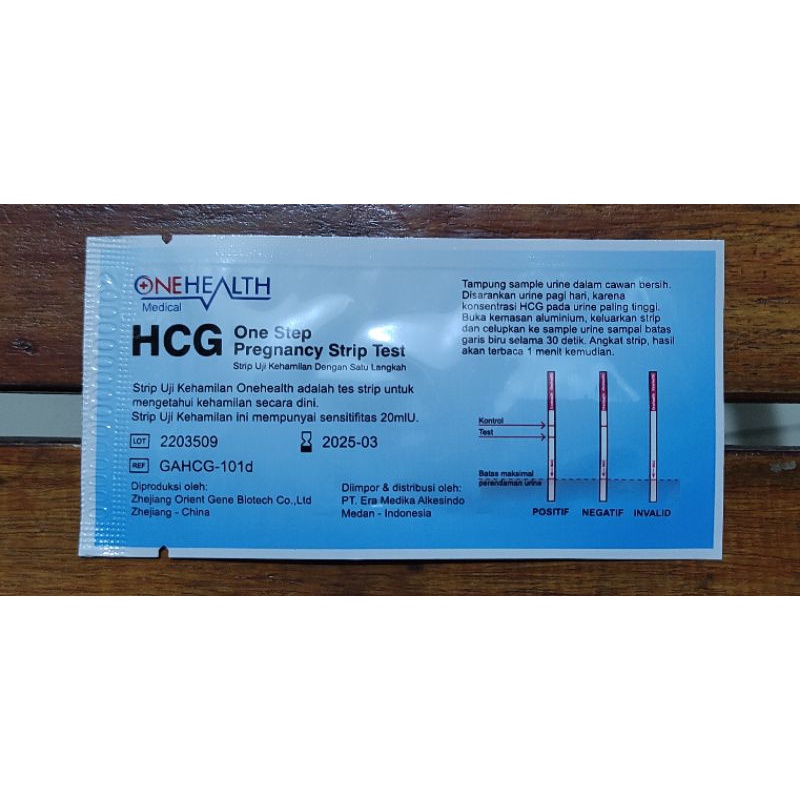 ONEHEALTH
Medical
HCG One Step
Pregnancy Strip Test
Strip Uji Kehamilan Dengan Satu Langkah
Strip Uji Kehamilan Onehealth adalah tes strip untuk
mengetahui kehamilan secara dini.
Strip Uji Kehamilan ini mempunyai sensitifitas 20mIU.
LOT 2203509 2025-03
REF GAHCG-101d
Diproduksi oleh:
Zhejiang Orient Gene Biotech Co.,Ltd
Zhejiang - China
Diimpor & distribusi oleh:
PT. Era Medika Alkesindo
Medan - Indonesia
Tampung sample urine dalam cawan bersih.
Disarankan urine pagi hari, karena
konsentrasi HCG pada urine paling tinggi.
Buka kemasan aluminium, keluarkan strip
dan celupkan ke sample urine sampai batas
garis biru selama 30 detik. Angkat strip, hasil
akan terbaca 1 menit kemudian.
Kontrol
Test
Batas maksimal
perendaman urine
POSITIF NEGATIF INVALID